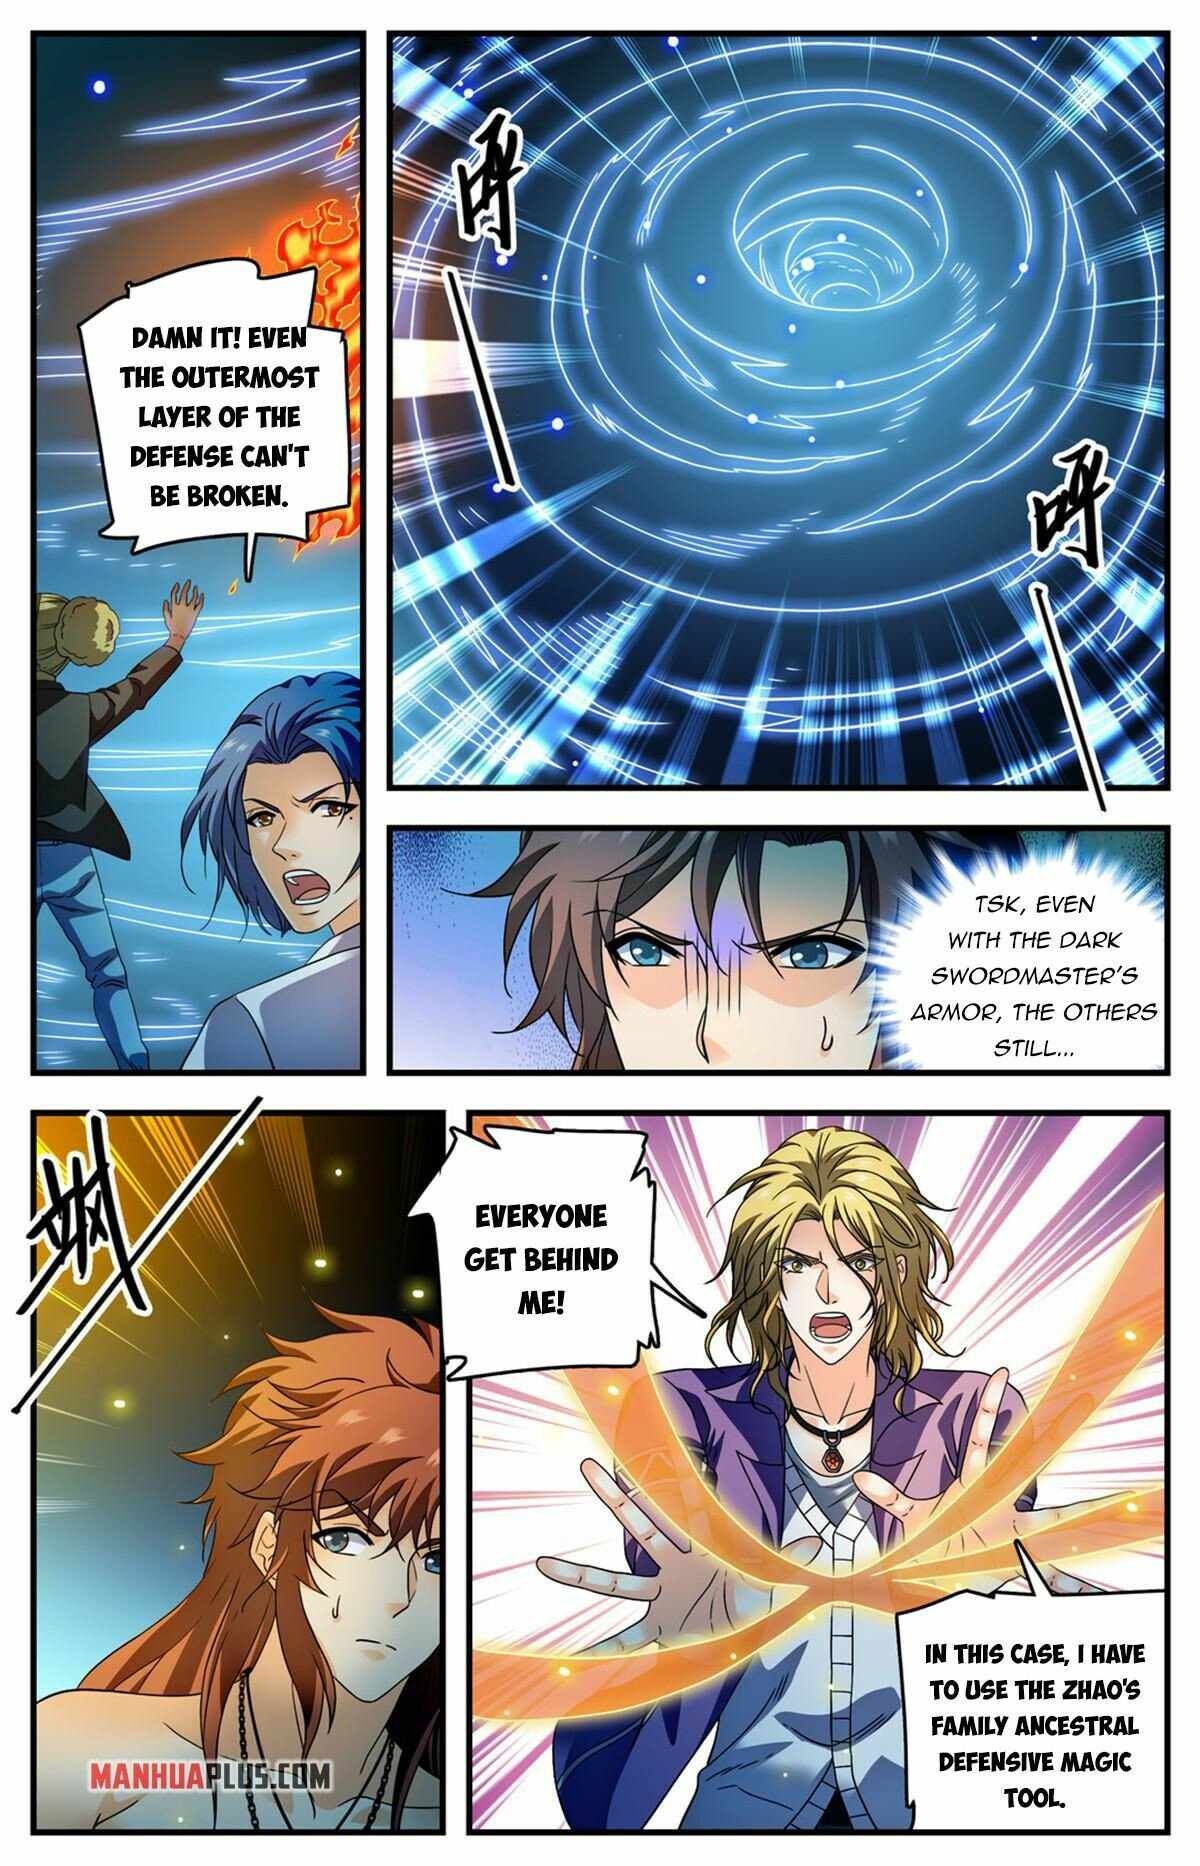 DAMN IT! EVEN
THE OUTERMOST
LAYER OF THE
DEFENSE CAN'T
BE BROKEN.
呼
呼
TSK, EVEN
WITH THE DARK
SWORDMASTER'S
ARMOR, THE OTHERS
STILL...
EVERYONE
GET BEHIND
ME!
IN THIS CASE, I HAVE
TO USE THE ZHAO'S
FAMILY ANCESTRAL
DEFENSIVE MAGIC
TOOL.
MANHUAPLUS.COM